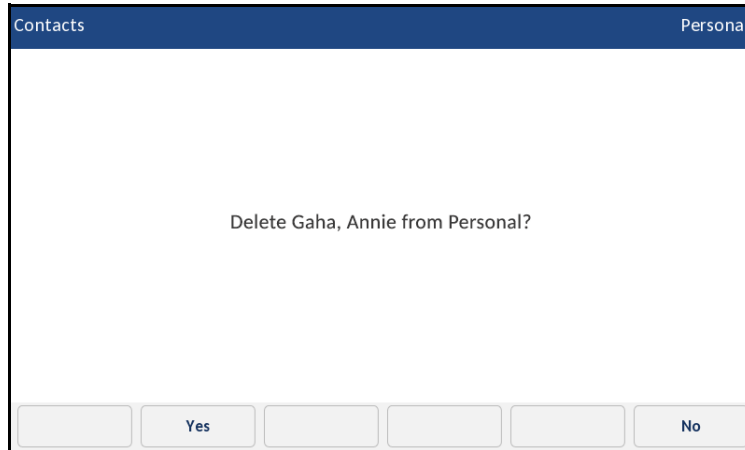 Contacts
Persona
Delete Gaha, Annie from Personal?
Yes
No